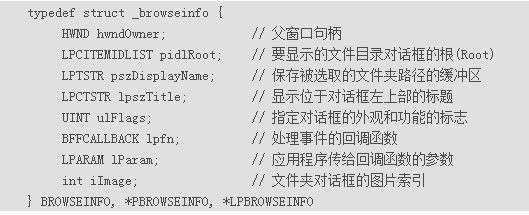 typedef struct _browseinfo {
HWND hwndOwner; // 父窗口句柄
LPCITEMIDLIST pidlRoot; // 要显示的文件目录对话框的根(Root)
LPTSTR pszDisplayName; // 保存被选取的文件夹路径的缓冲区
LPCTSTR lpszTitle; // 显示位于对话框左上部的标题
UINT ulFlags; // 指定对话框的外观和功能的标志
BFFCALLBACK lpfn; // 处理事件的回调函数
LPARAM lParam; // 应用程序传给回调函数的参数
int iImage; // 文件夹对话框的图片索引
} BROWSEINFO, *PBROWSEINFO, *LPBROWSEINFO